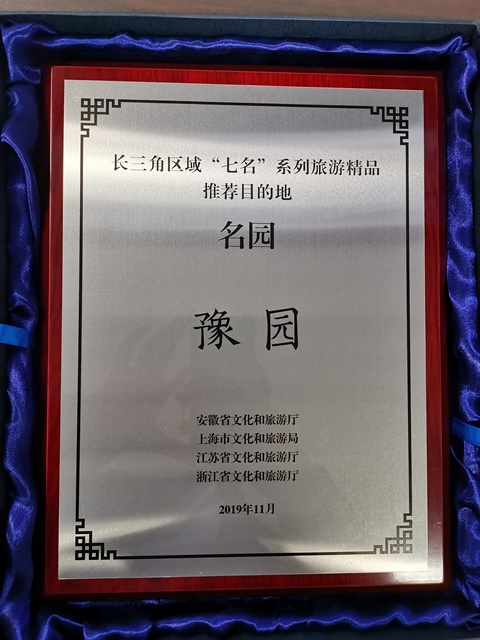 长三角区域“七名”系列旅游精品
推荐目的地
名园
豫 园
安徽省文化和旅游厅
上海市文化和旅游局
江苏省文化和旅游厅
浙江省文化和旅游厅
2019年11月